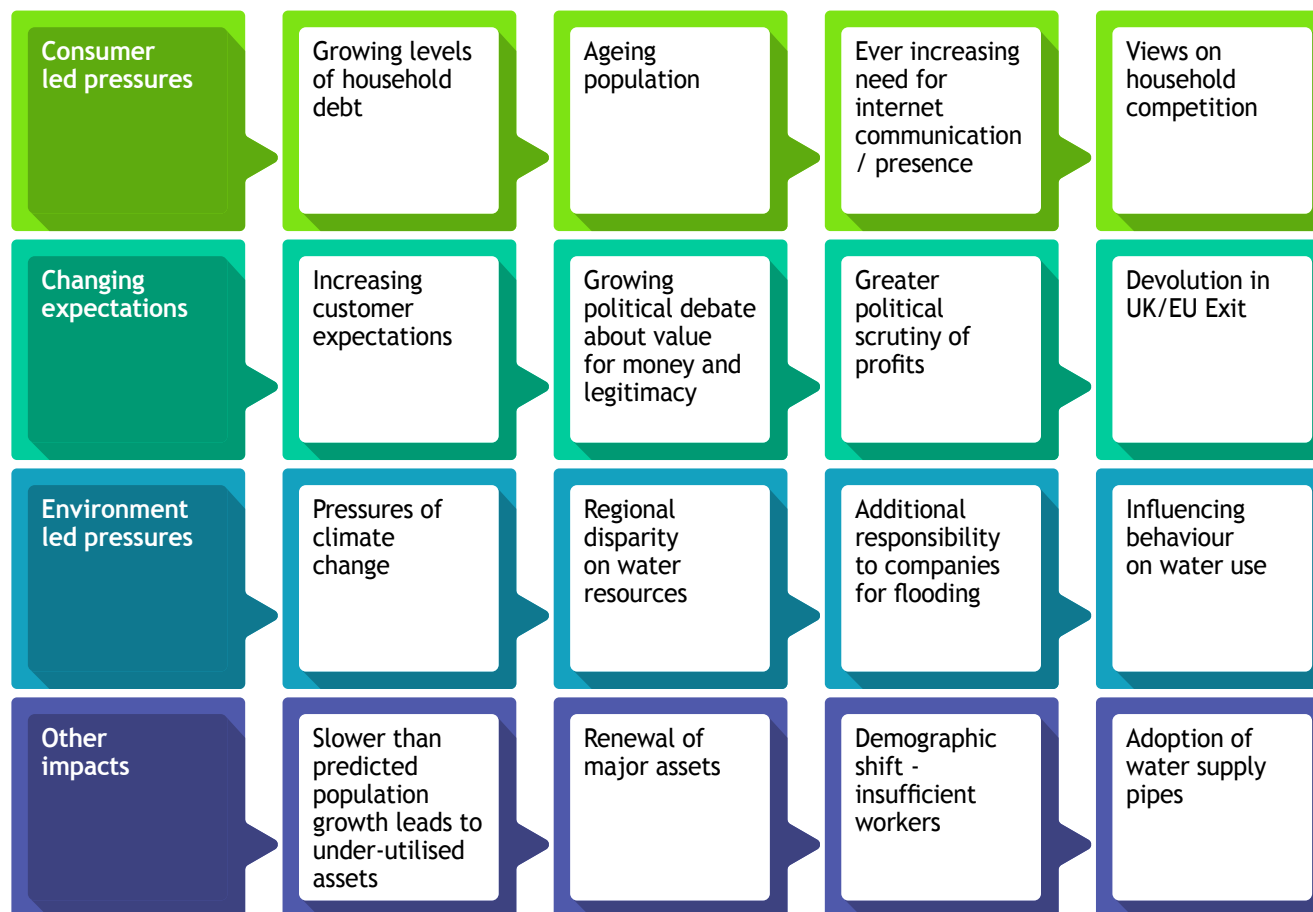 Consumer
led pressures
Growing levels
of household
debt
Ageing
population
Ever increasing
need for
internet
communication
/ presence
Views on
household
competition
Changing
expectations
Increasing
customer
expectations
Growing
political debate
about value
for money and
legitimacy
Greater
political
scrutiny of
profits
Devolution in
UK/EU Exit
Environment
led pressures
Pressures of
climate
change
Regional
disparity
on water
resources
Additional
responsibility
to companies
for flooding
Influencing
behaviour
on water use
Other
impacts
Slower than
predicted
population
growth leads to
under-utilised
assets
Renewal of
major assets
Demographic
shift -
insufficient
workers
Adoption of
water supply
pipes